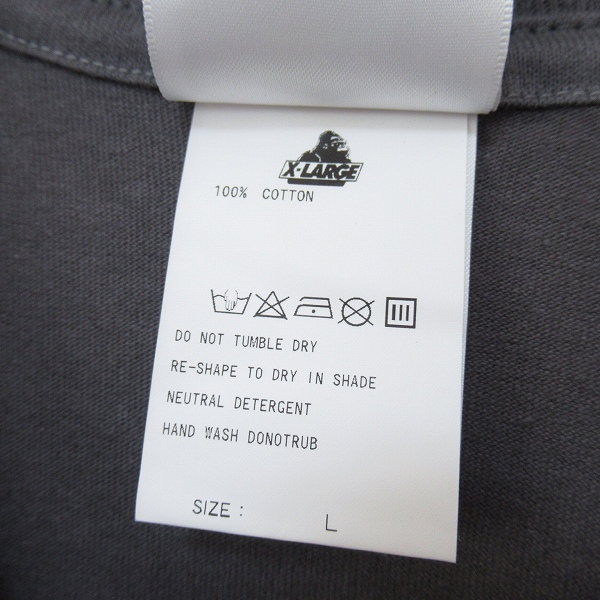 X-LARGE
100% COTTON
DO NOT TUMBLE DRY
RE-SHAPE TO DRY IN SHADE
NEUTRAL DETERGENT
HAND WASH DONOTRUB
SIZE : L